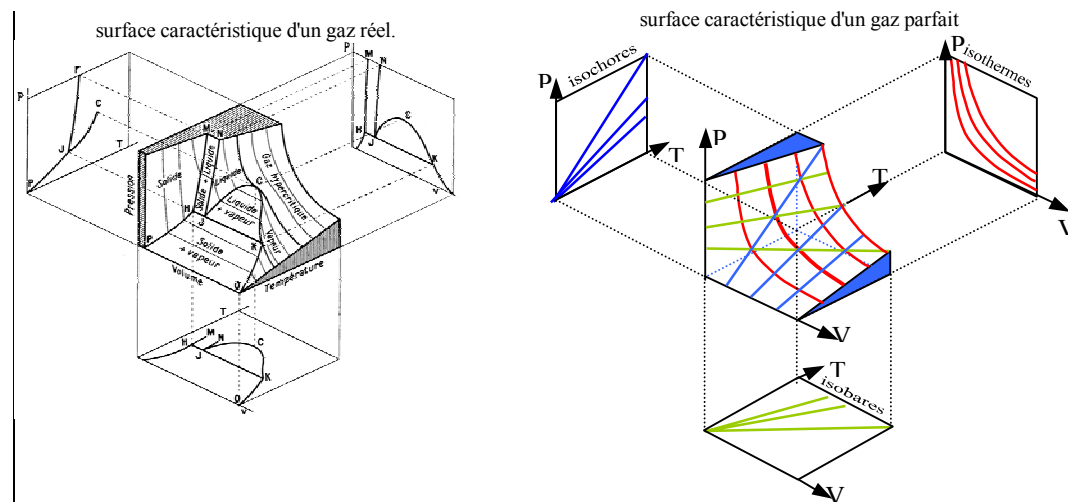 surface caractéristique d'un gaz réel.
P
F
C
J
T
P
P
M
N
H
J
K
V
M
N
Solide
Solide + Liquide
Liquide
Gaz hypercritique
C
H
J
Liquide
+ vapeur
K
Vapeur
Solide
+ vapeur
Pression
P
Volume
Température
T
H
M
N
J
C
K
surface caractéristique d'un gaz parfait
P
isochores
T
P
isothermes
V
P
T
V
T
isobares
V